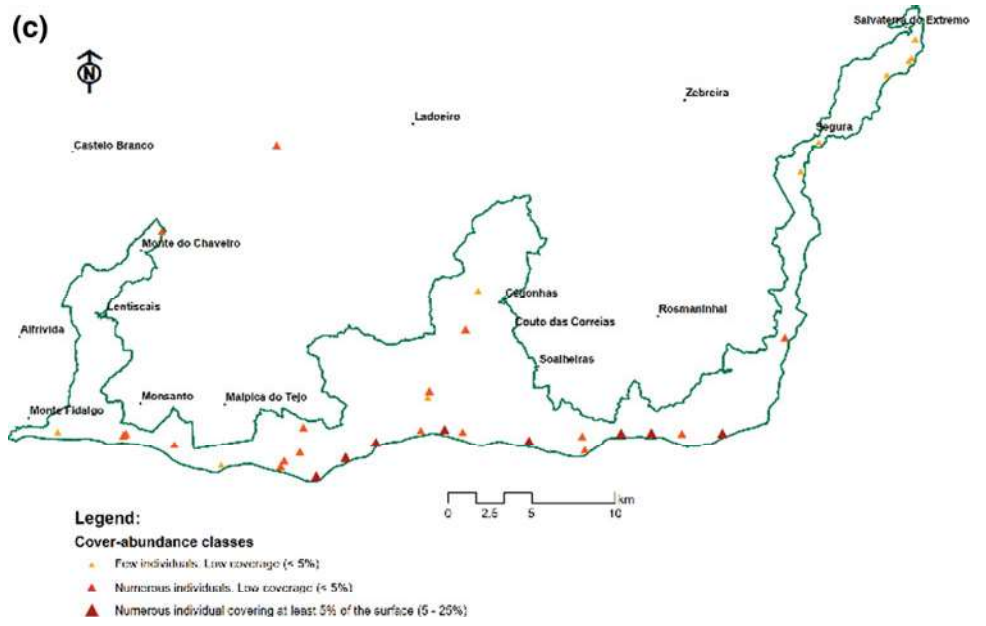 (c)
Salvaterra do Extremo
N
Zebreira
Ladoeiro
Segura
Castelo Branco
Monte do Chaveiro
Cegonhas
Lentiscais
Couto das Correias
Rosmaninhal
Alfrivida
Soalheiras
Monsanto
Malpica do Tejo
Monte Fidalgo
km
0 2.5 5 10
Legend:
Cover-abundance classes
Few individuals. Low coverage (< 5%)
Numerous individuals. Low coverage (< 5%)
Numerous individual covering at least 5% of the surface (5 - 25%)